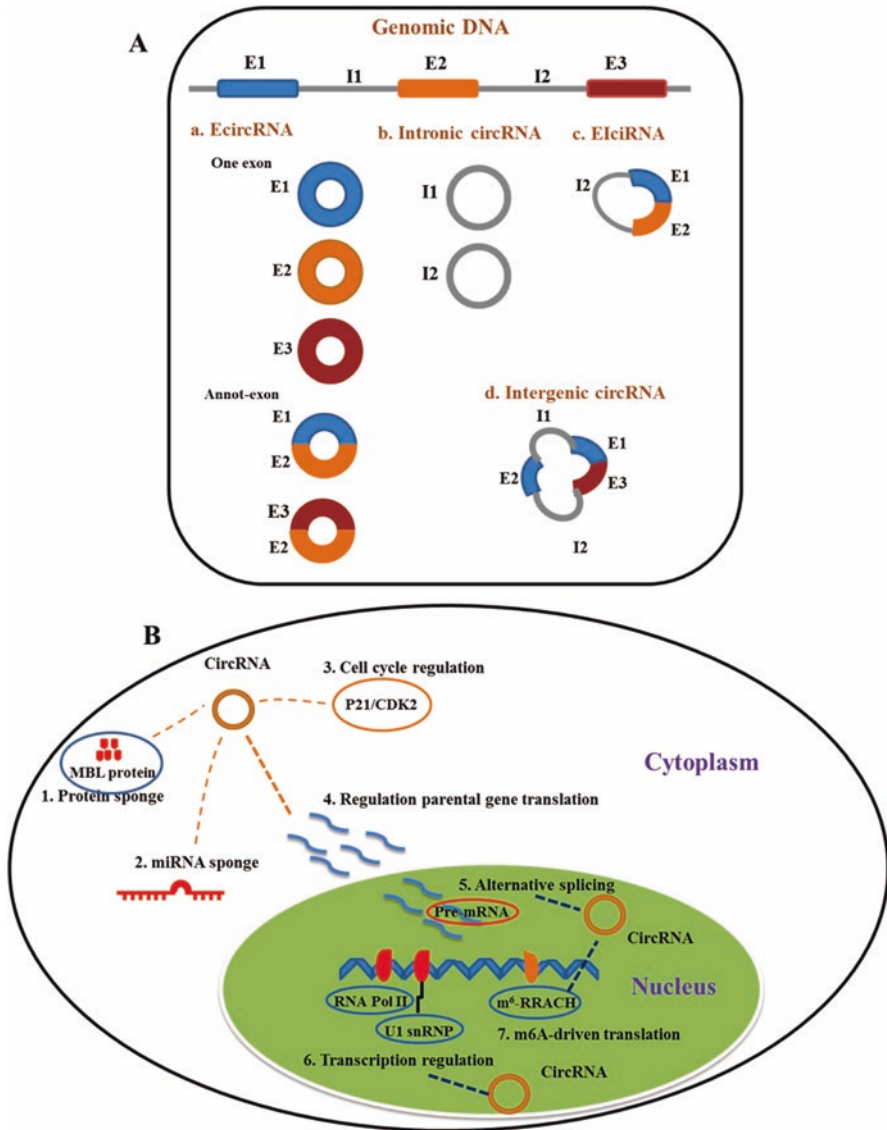 A
Genomic DNA
E1 I1 E2 I2 E3
a. EcircRNA
b. Intronic circRNA
c. EIciRNA
One exon
E1
I1
I2
E1
E2
E2
I2
E3
Annot-exon
E1
E2
E3
E2
d. Intergenic circRNA
I1
E1
E2
E3
I2
B
CircRNA
3. Cell cycle regulation
P21/CDK2
MBL protein
1. Protein sponge
Cytoplasm
4. Regulation parental gene translation
2. miRNA sponge
5. Alternative splicing
Pre-mRNA
CircRNA
Nucleus
RNA Pol II
m⁶-RRACH
U1 snRNP
7. m6A-driven translation
6. Transcription regulation
CircRNA